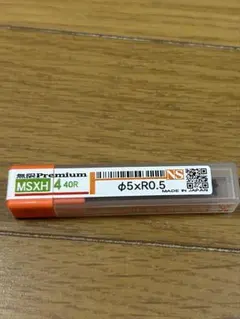 無限Premium
MSXH 4 40R
NS
φ5xR0.5
MADE IN JAPAN